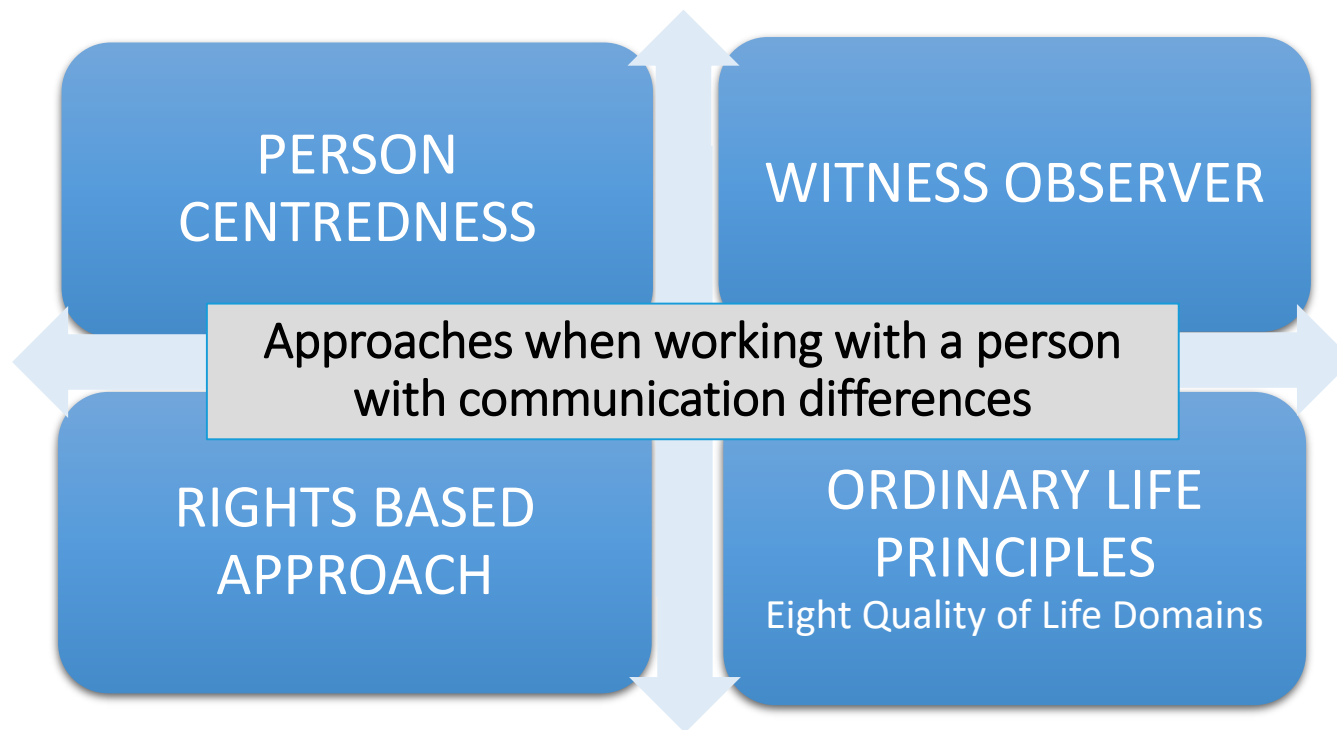 PERSON
CENTREDNESS
WITNESS OBSERVER
Approaches when working with a person
with communication differences
RIGHTS BASED
APPROACH
ORDINARY LIFE
PRINCIPLES
Eight Quality of Life Domains